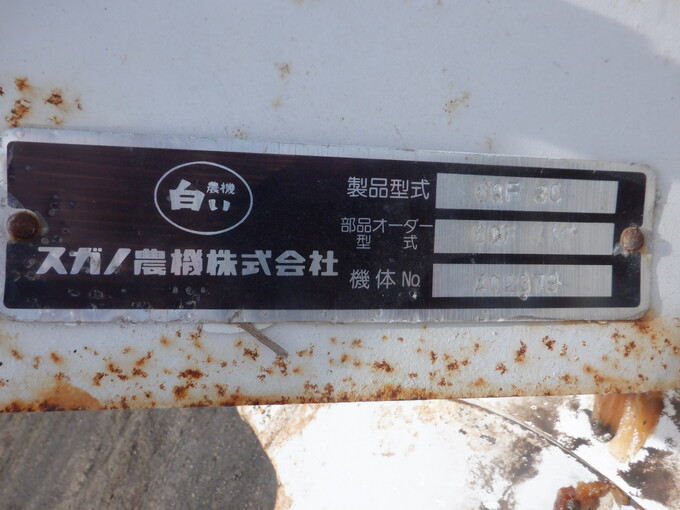 白い農機
スガノ農機株式会社
製品型式
部品オーダー
型式
機体No.